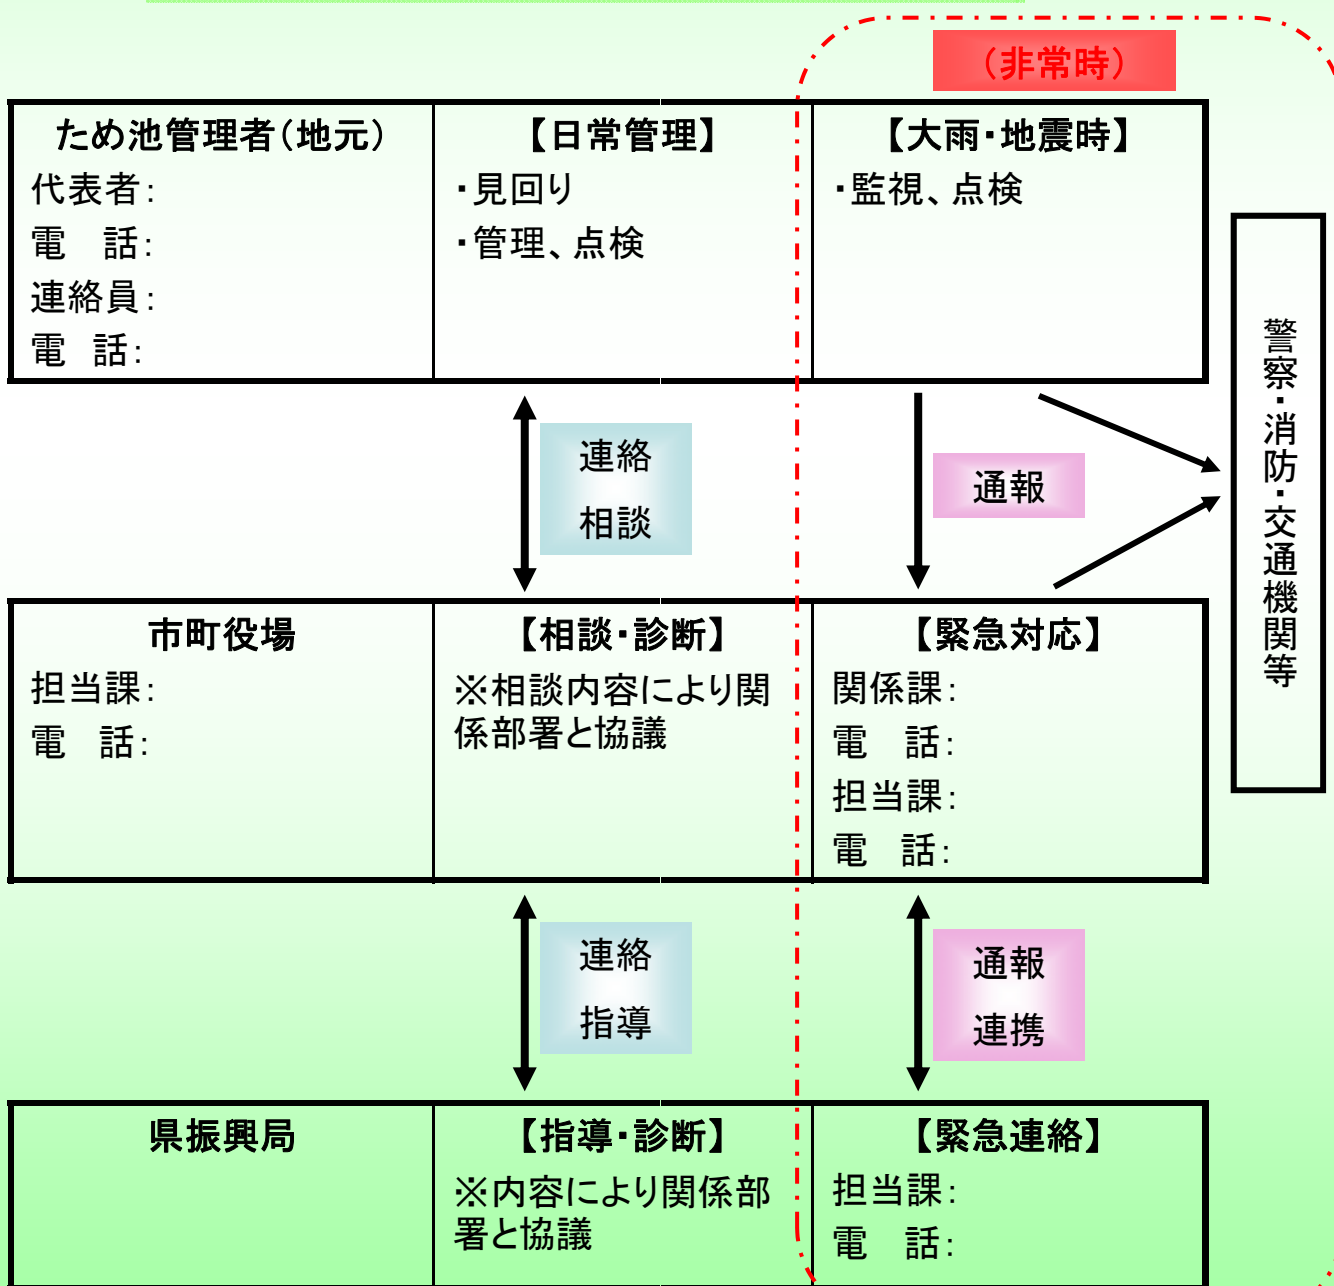 (非常時)
ため池管理者(地元)
代表者:
電　話:
連絡員:
電　話:
【日常管理】
・見回り
・管理、点検
【大雨・地震時】
・監視、点検
警察・消防・交通機関等
連絡
相談
通報
市町役場
担当課:
電　話:
【相談・診断】
※相談内容により関
係部署と協議
【緊急対応】
関係課:
電　話:
担当課:
電　話:
連絡
指導
通報
連携
県振興局
【指導・診断】
※内容により関係部
署と協議
【緊急連絡】
担当課:
電　話: